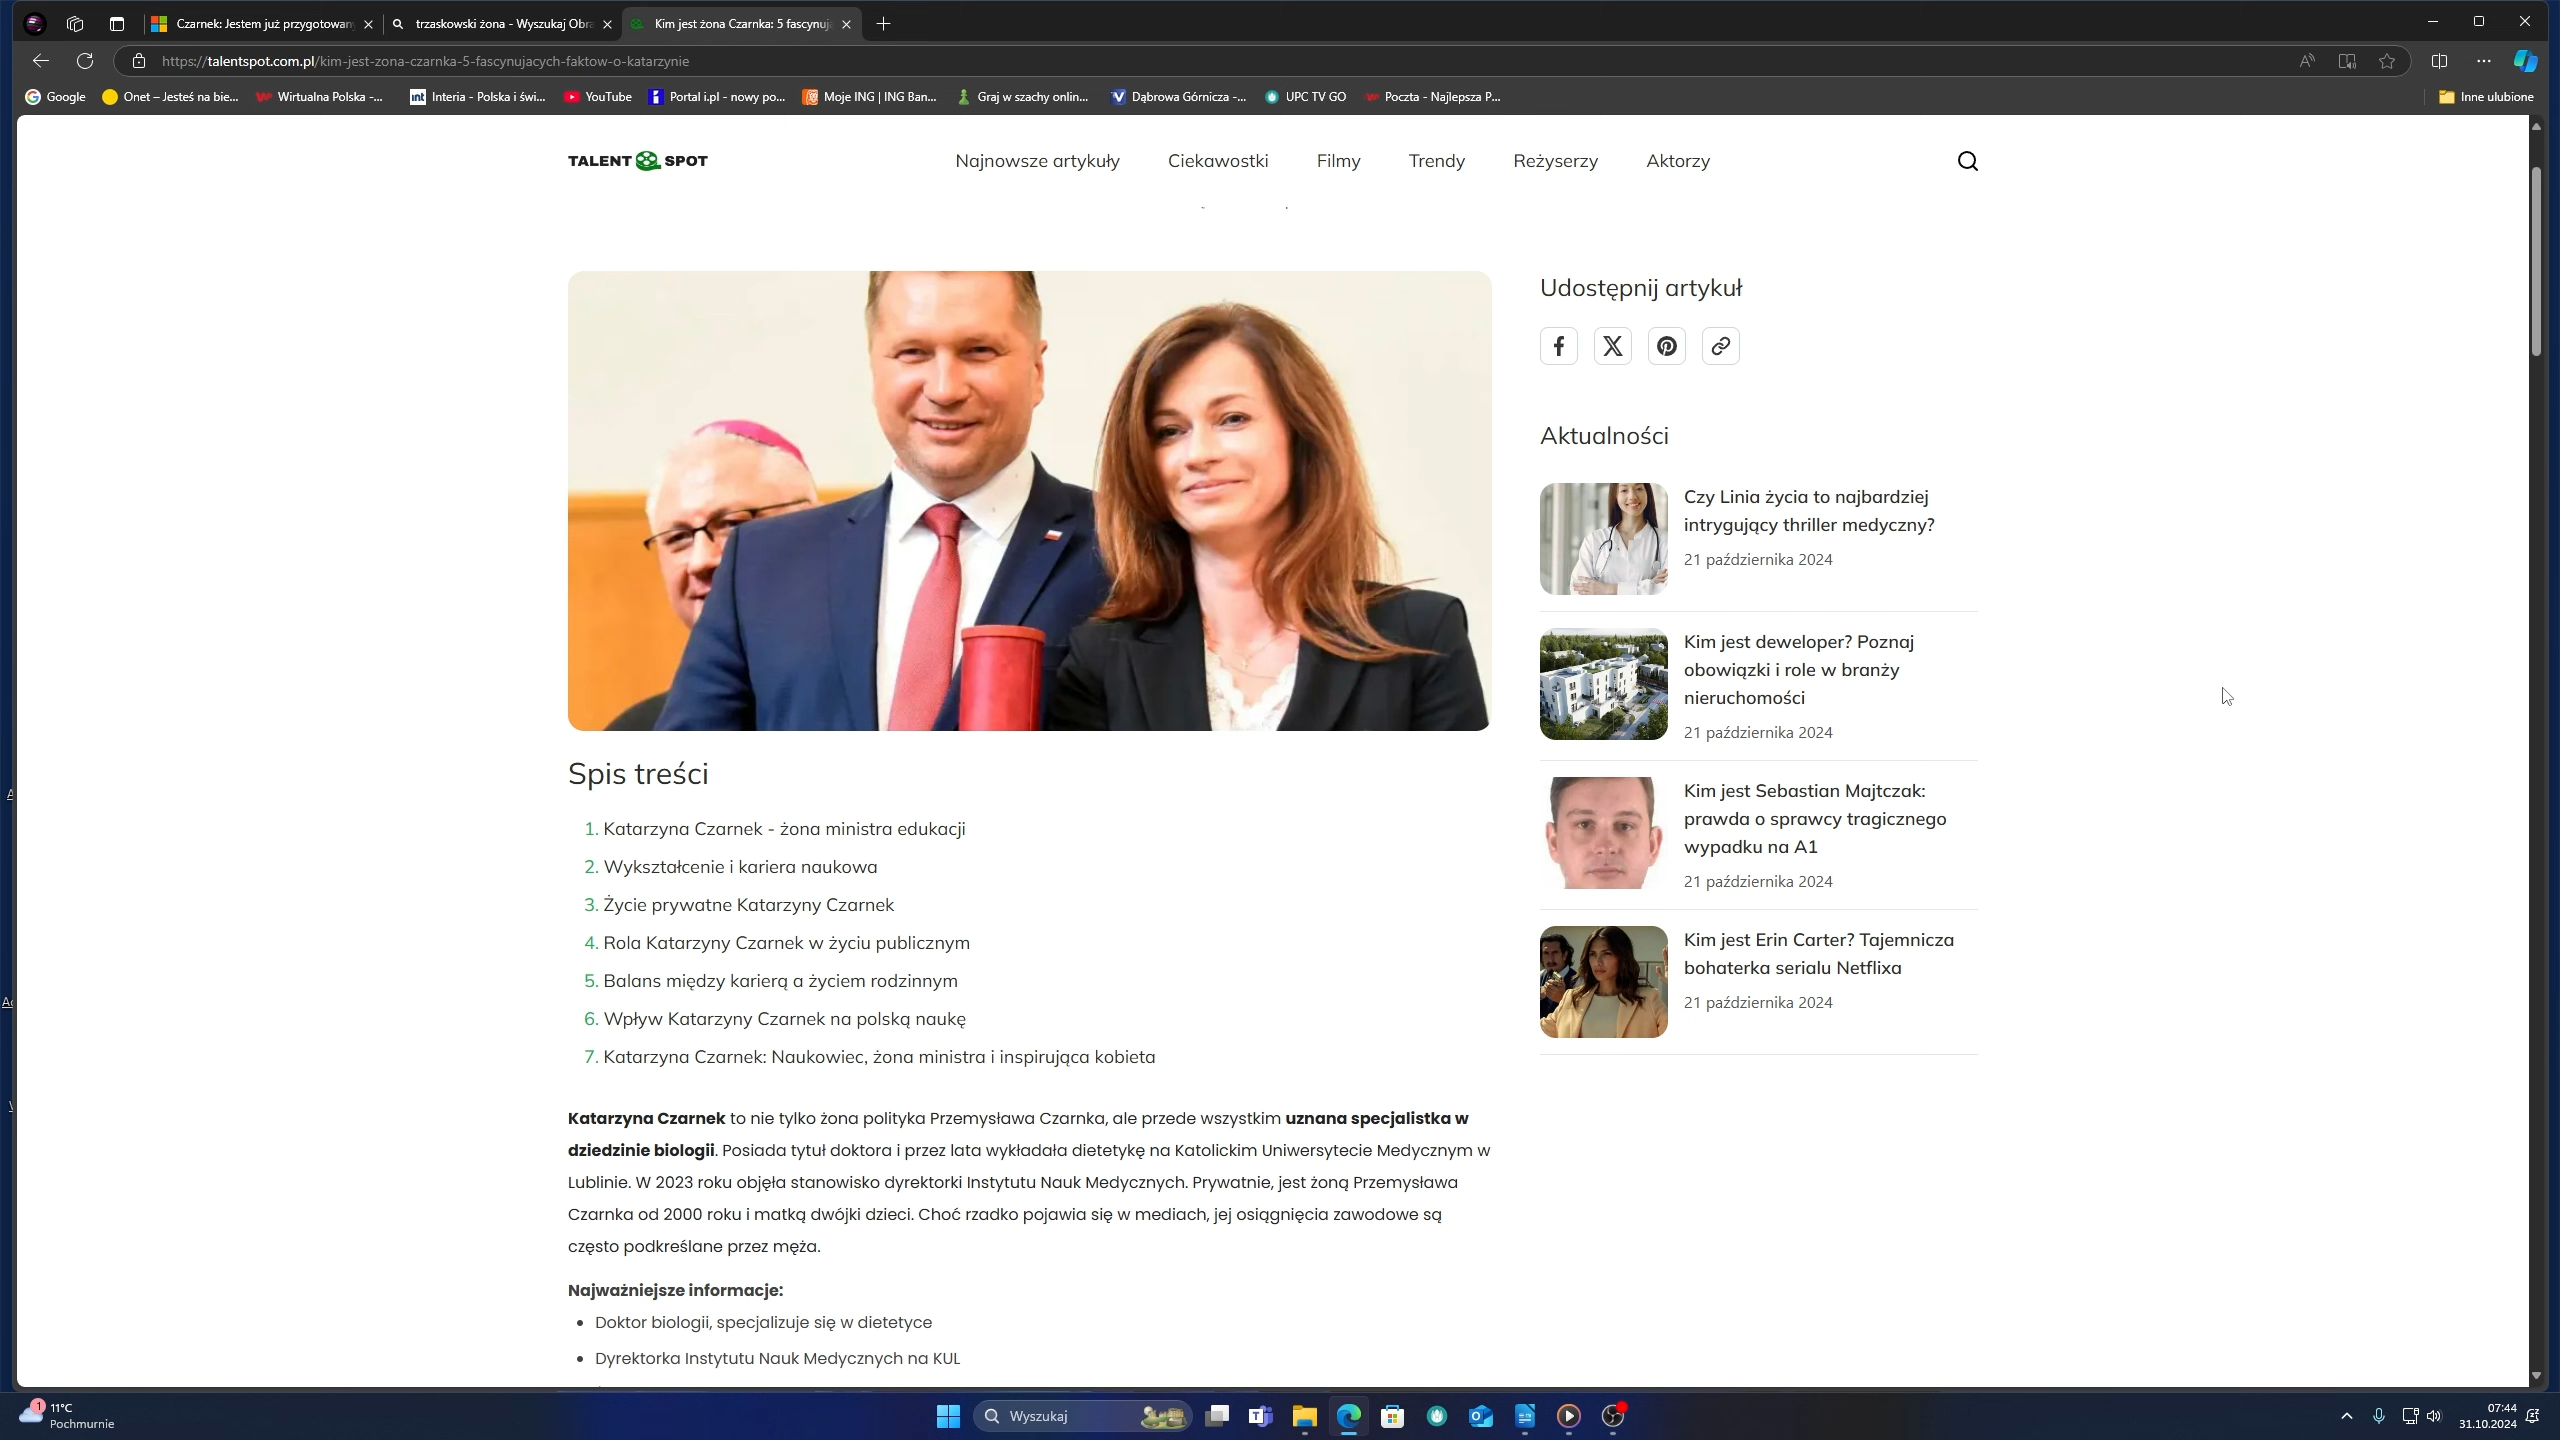 Czarnek: Jestem już przygotowany
trzaskowski żona - Wyszukaj Obra
Kim jest żona Czarnka: 5 fascynują
https://talentspot.com.pl/kim-jest-zona-czarnka-5-fascynujacych-faktow-o-katarzynie
Google
Onet – Jesteś na bie...
Wirtualna Polska -...
Interia - Polska i świ...
YouTube
Portal i.pl - nowy po...
Moje ING | ING Ban...
Graj w szachy onlin...
Dąbrowa Górnicza -...
UPC TV GO
Poczta - Najlepsza P...
Inne ulubione
TALENT SPOT
Najnowsze artykuły
Ciekawostki
Filmy
Trendy
Reżyserzy
Aktorzy
Udostępnij artykuł
Aktualności
Czy Linia życia to najbardziej
intrygujący thriller medyczny?
21 października 2024
Kim jest deweloper? Poznaj
obowiązki i role w branży
nieruchomości
21 października 2024
Kim jest Sebastian Majtczak:
prawda o sprawcy tragicznego
wypadku na A1
21 października 2024
Kim jest Erin Carter? Tajemnicza
bohaterka serialu Netflixa
21 października 2024
Spis treści
1. Katarzyna Czarnek - żona ministra edukacji
2. Wykształcenie i kariera naukowa
3. Życie prywatne Katarzyny Czarnek
4. Rola Katarzyny Czarnek w życiu publicznym
5. Balans między karierą a życiem rodzinnym
6. Wpływ Katarzyny Czarnek na polską naukę
7. Katarzyna Czarnek: Naukowiec, żona ministra i inspirująca kobieta
Katarzyna Czarnek to nie tylko żona polityka Przemysława Czarnka, ale przede wszystkim uznana specjalistka w
dziedzinie biologii. Posiada tytuł doktora i przez lata wykładała dietetykę na Katolickim Uniwersytecie Medycznym w
Lublinie. W 2023 roku objęła stanowisko dyrektorki Instytutu Nauk Medycznych. Prywatnie, jest żoną Przemysława
Czarnka od 2000 roku i matką dwójki dzieci. Choć rzadko pojawia się w mediach, jej osiągnięcia zawodowe są
często podkreślane przez męża.
Najważniejsze informacje:
• Doktor biologii, specjalizuje się w dietetyce
• Dyrektorka Instytutu Nauk Medycznych na KUL
1
11°C
Pochmurnie
Wyszukaj
07:44
31.10.2024